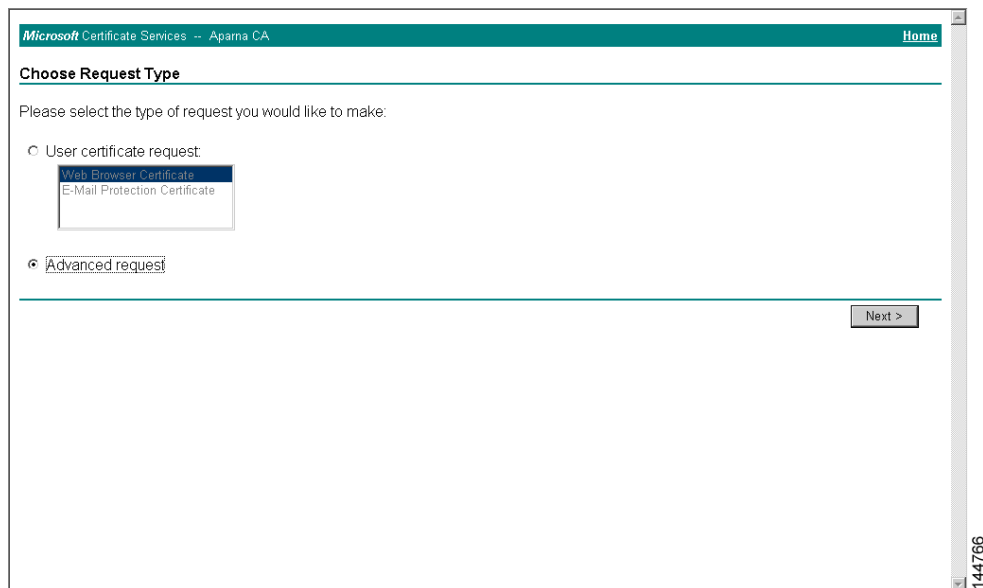 Microsoft Certificate Services -- Aparna CA Home
Choose Request Type
Please select the type of request you would like to make:
User certificate request:
Web Browser Certificate
E-Mail Protection Certificate
Advanced request
Next >
144766